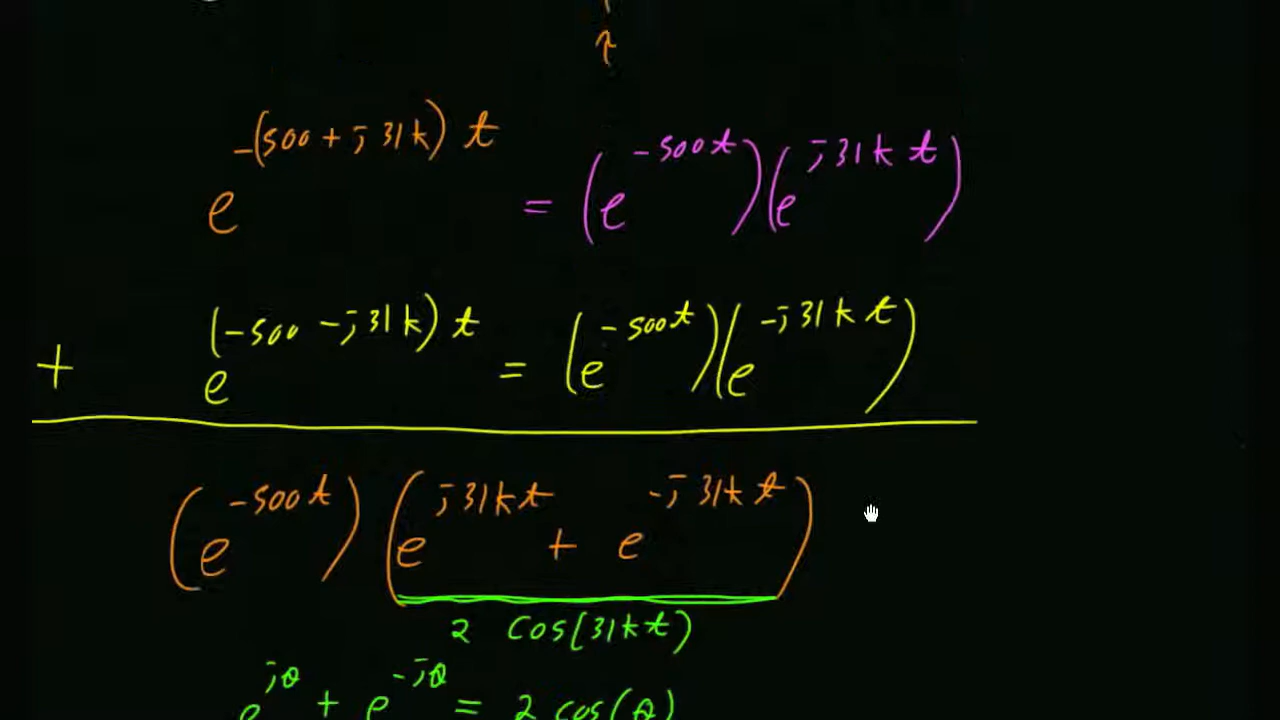 ↑
e^{-(500 + j31k) t} = (e^{-500t})(e^{j31k t})
+ e^{(-500 - j31k) t} = (e^{-500t})(e^{-j31k t})
(e^{-500t})(e^{j31kt} + e^{-j31kt})
2 cos(31kt)
e^{jθ} + e^{-jθ} = 2 cos(θ)